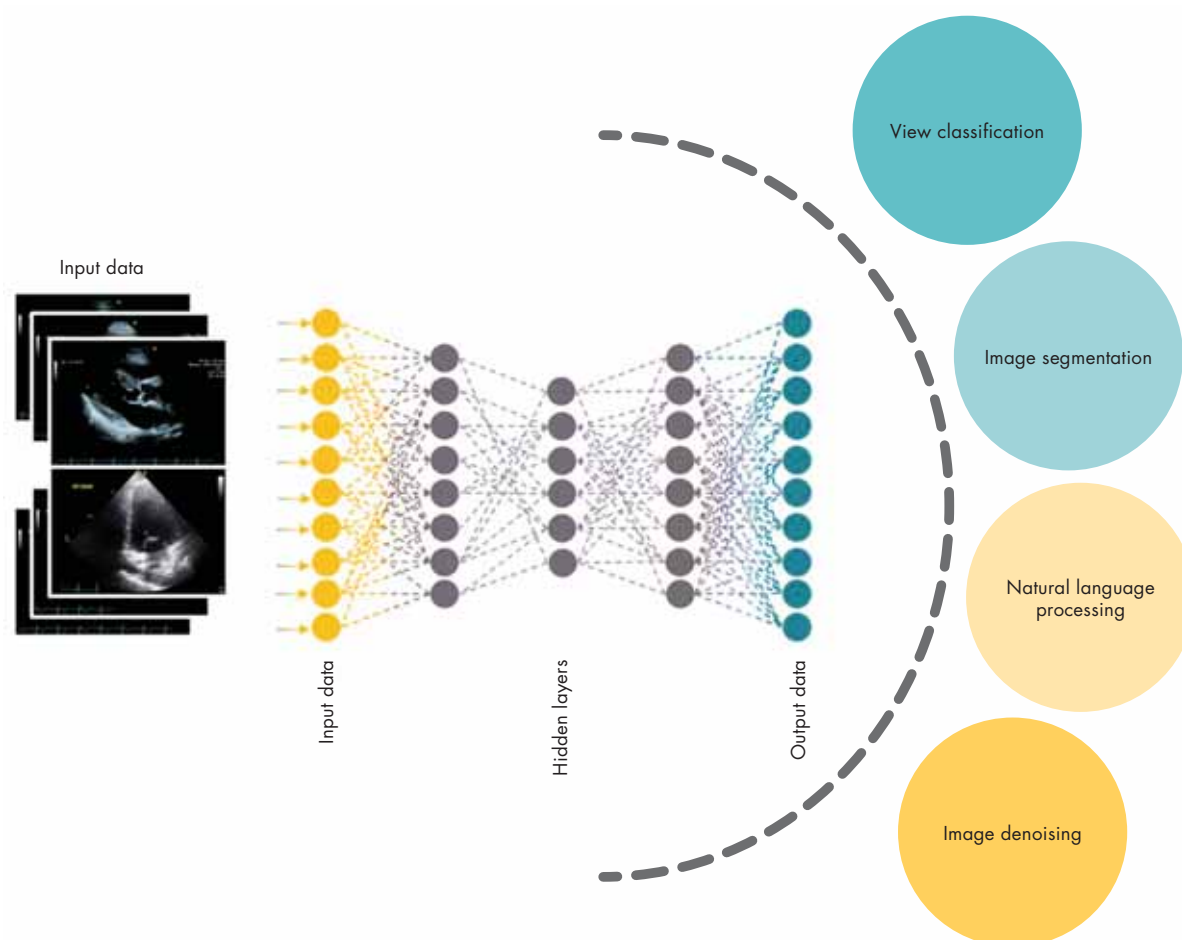 Input data
Input data
Hidden layers
Output data
View classification
Image segmentation
Natural language
processing
Image denoising